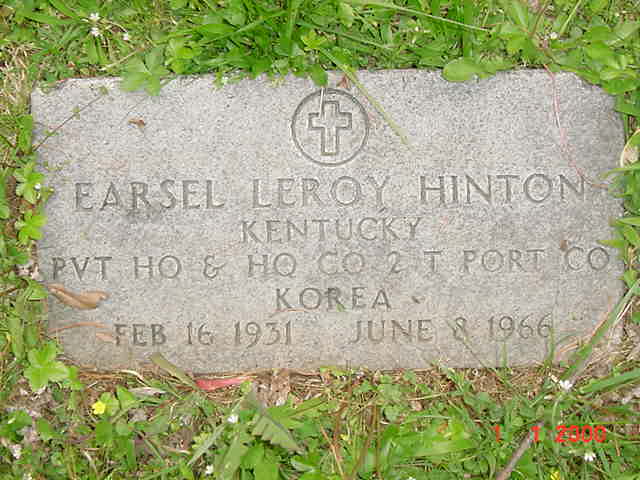 EARSEL LEROY HINTON
KENTUCKY
PVT HQ & HQ CO 2 T PORT CO
KOREA
FEB 16 1931 JUNE 8 1966
1 1 2000